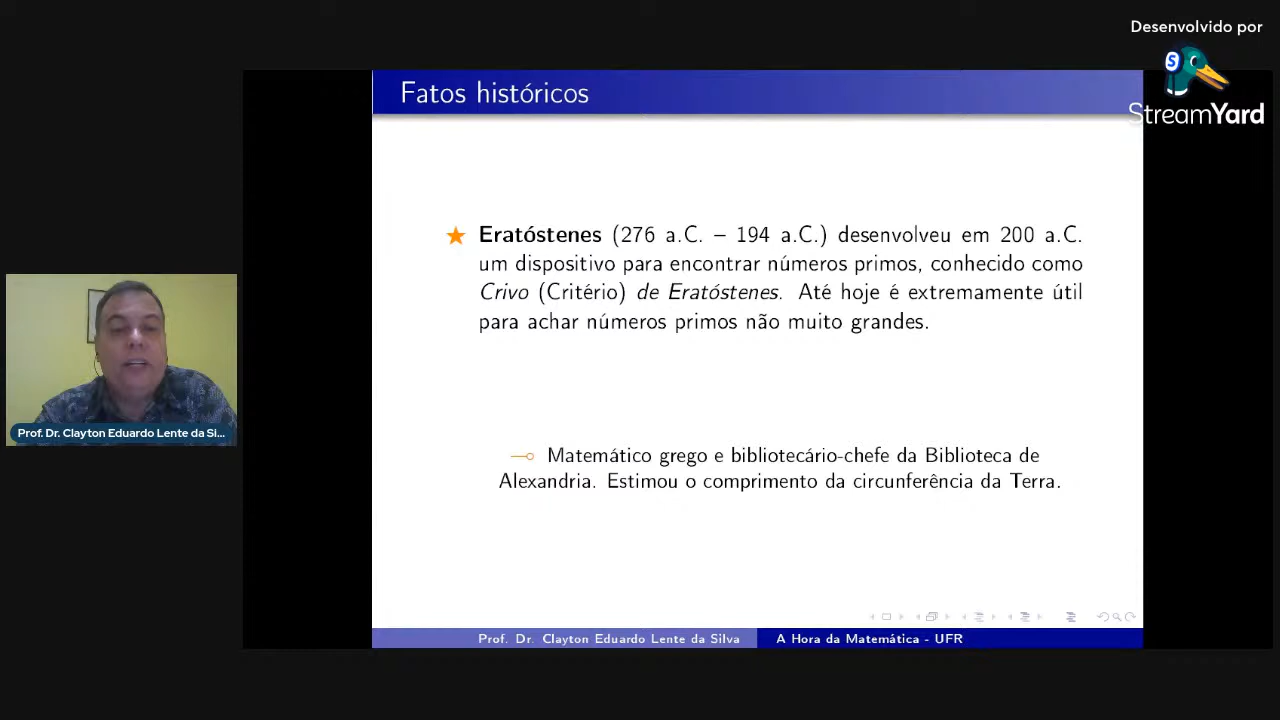 Desenvolvido por
StreamYard
Fatos históricos
Eratóstenes (276 a.C. – 194 a.C.) desenvolveu em 200 a.C.
um dispositivo para encontrar números primos, conhecido como
Crivo (Critério) de Eratóstenes. Até hoje é extremamente útil
para achar números primos não muito grandes.
Prof. Dr. Clayton Eduardo Lente da Si...
Matemático grego e bibliotecário-chefe da Biblioteca de
Alexandria. Estimou o comprimento da circunferência da Terra.
Prof. Dr. Clayton Eduardo Lente da Silva
A Hora da Matemática - UFR